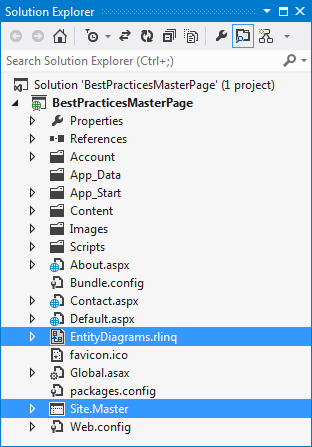 Solution Explorer
Search Solution Explorer (Ctrl+;)
Solution 'BestPracticesMasterPage' (1 project)
BestPracticesMasterPage
Properties
References
Account
App_Data
App_Start
Content
Images
Scripts
About.aspx
Bundle.config
Contact.aspx
Default.aspx
EntityDiagrams.rlinq
favicon.ico
Global.asax
packages.config
Site.Master
Web.config